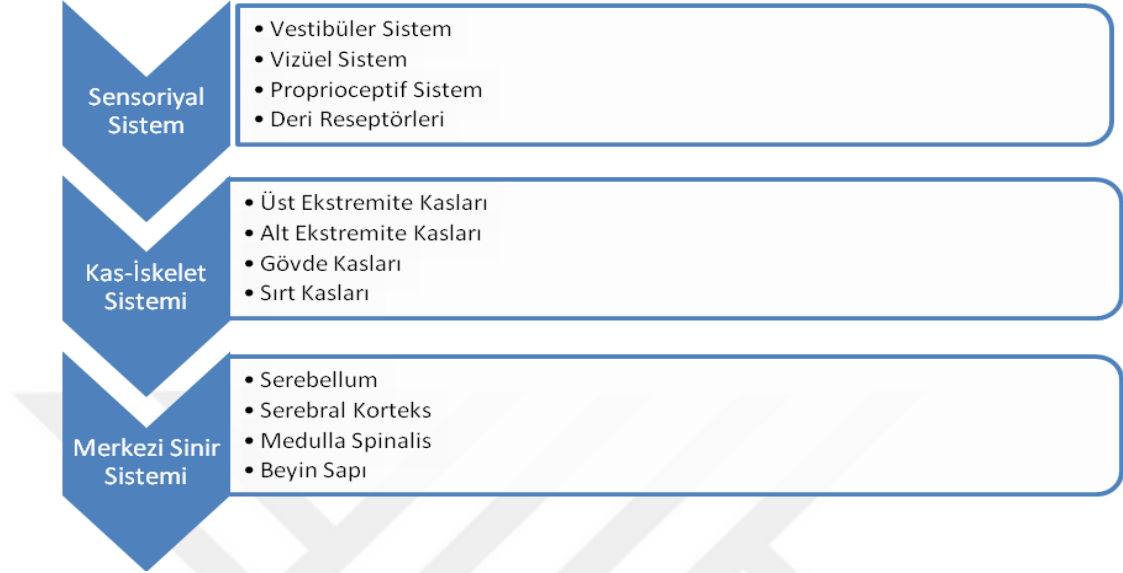 Sensoriyal
Sistem
• Vestibüler Sistem
• Vizüel Sistem
• Proprioceptif Sistem
• Deri Reseptörleri
Kas-İskelet
Sistemi
• Üst Ekstremite Kasları
• Alt Ekstremite Kasları
• Gövde Kasları
• Sırt Kasları
Merkezi Sinir
Sistemi
• Serebellum
• Serebral Korteks
• Medulla Spinalis
• Beyin Sapı